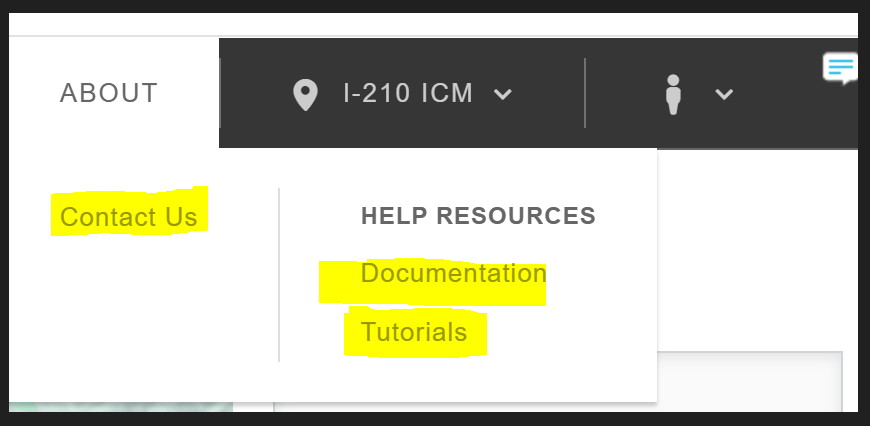 ABOUT
I-210 ICM
Contact Us
HELP RESOURCES
Documentation
Tutorials